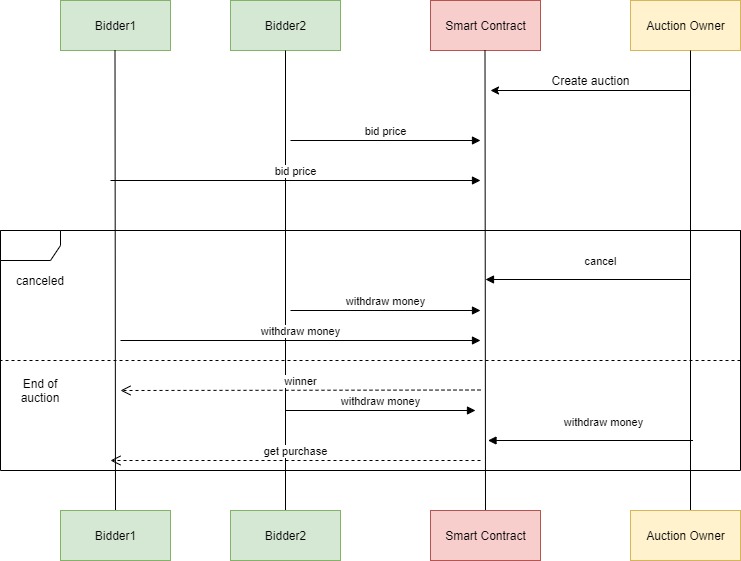 Bidder1
Bidder2
Smart Contract
Auction Owner
Create auction
bid price
bid price
cancel
canceled
withdraw money
withdraw money
End of
auction
winner
withdraw money
withdraw money
get purchase
Bidder1
Bidder2
Smart Contract
Auction Owner